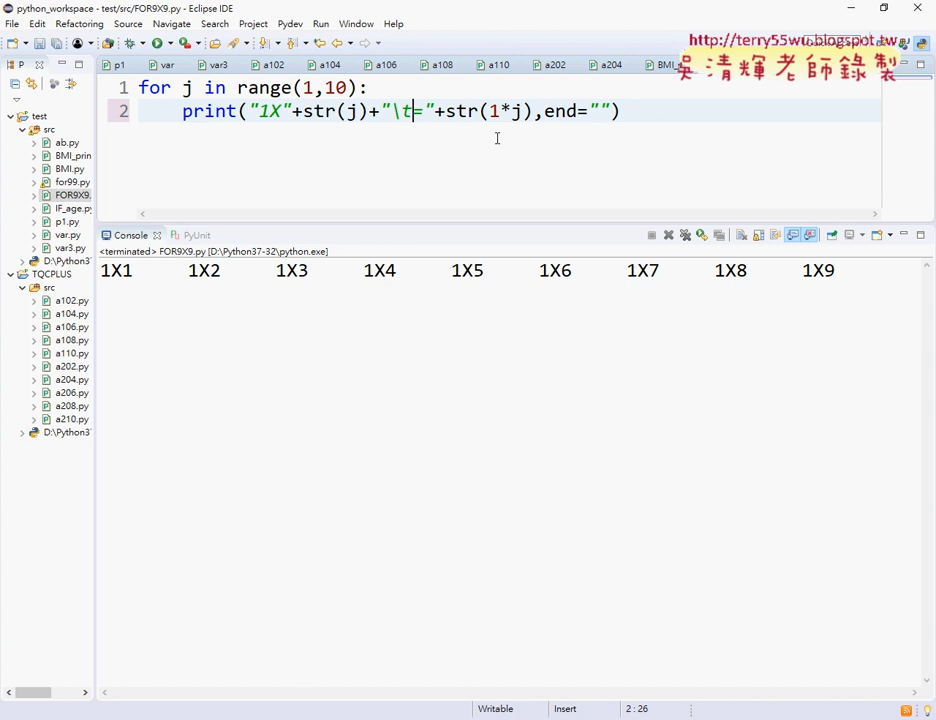 python_workspace - test/src/FOR9X9.py - Eclipse IDE
File Edit Refactoring Source Navigate Search Project Pydev Run Window Help
http://terry55wu.blogspot.tw
吳清輝老師錄製
P
p1 var var3 a102 a104 a106 a108 a110 a202 a204 BMI
test
src
ab.py
BMI_prin
BMI.py
for99.py
FOR9X9.
IF_age.py
p1.py
var.py
var3.py
D:\Python3
TQCPLUS
src
a102.py
a104.py
a106.py
a108.py
a110.py
a202.py
a204.py
a206.py
a208.py
a210.py
D:\Python37
1 for j in range(1,10):
2 print("1X"+str(j)+"\t="+str(1*j),end="")
Console PyUnit
<terminated> FOR9X9.py [D:\Python37-32\python.exe]
1X1 1X2 1X3 1X4 1X5 1X6 1X7 1X8 1X9
Writable Insert 2 : 26